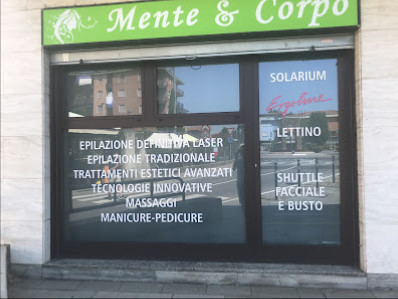 Mente & Corpo
EPILAZIONE DEFINITIVA LASER
EPILAZIONE TRADIZIONALE
TRATTAMENTI ESTETICI AVANZATI
TECNOLOGIE INNOVATIVE
MASSAGGI
MANICURE-PEDICURE
SOLARIUM
Ergoline
LETTINO
SHUTTLE
FACCIALE
E BUSTO